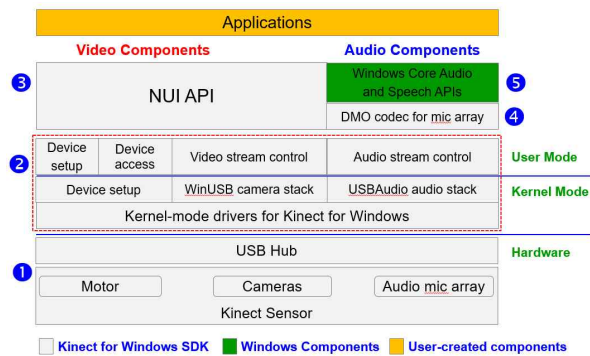 Applications
Video Components
Audio Components
3
NUI API
Windows Core Audio
and Speech APIs
5
DMO codec for mic array
4
2
Device
setup
Device
access
Video stream control
Audio stream control
User Mode
Device setup
WinUSB camera stack
USBAudio audio stack
Kernel Mode
Kernel-mode drivers for Kinect for Windows
USB Hub
Hardware
1
Motor
Cameras
Audio mic array
Kinect Sensor
Kinect for Windows SDK
Windows Components
User-created components